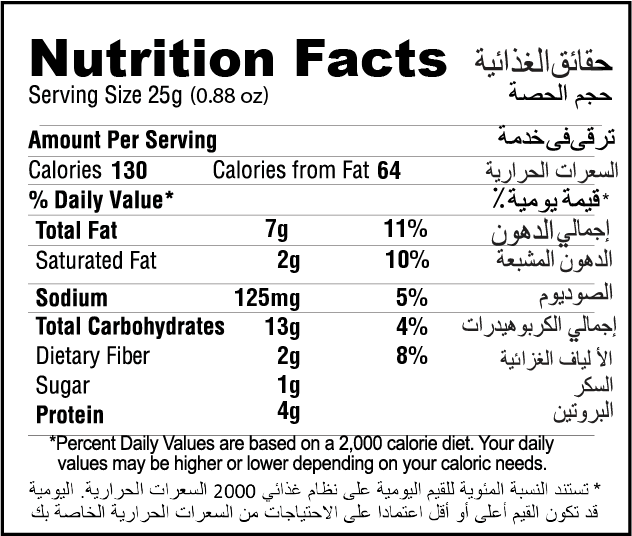 Nutrition Facts حقائق الغذائية
Serving Size 25g (0.88 oz) حجم الحصة
Amount Per Serving ترقى فى خدمة
Calories 130 Calories from Fat 64 السعرات الحرارية
% Daily Value* *قيمة يومية٪
Total Fat 7g 11% إجمالي الدهون
Saturated Fat 2g 10% الدهون المشبعة
Sodium 125mg 5% الصوديوم
Total Carbohydrates 13g 4% إجمالي الكربوهيدرات
Dietary Fiber 2g 8% الأ لياف الغزائية
Sugar 1g السكر
Protein 4g البروتين
*Percent Daily Values are based on a 2,000 calorie diet. Your daily
values may be higher or lower depending on your caloric needs.
* تستند النسبة المئوية للقيم اليومية على نظام غذائي 2000 السعرات الحرارية. اليومية
قد تكون القيم أعلى أو أقل اعتمادا على الاحتياجات من السعرات الحرارية الخاصة بك